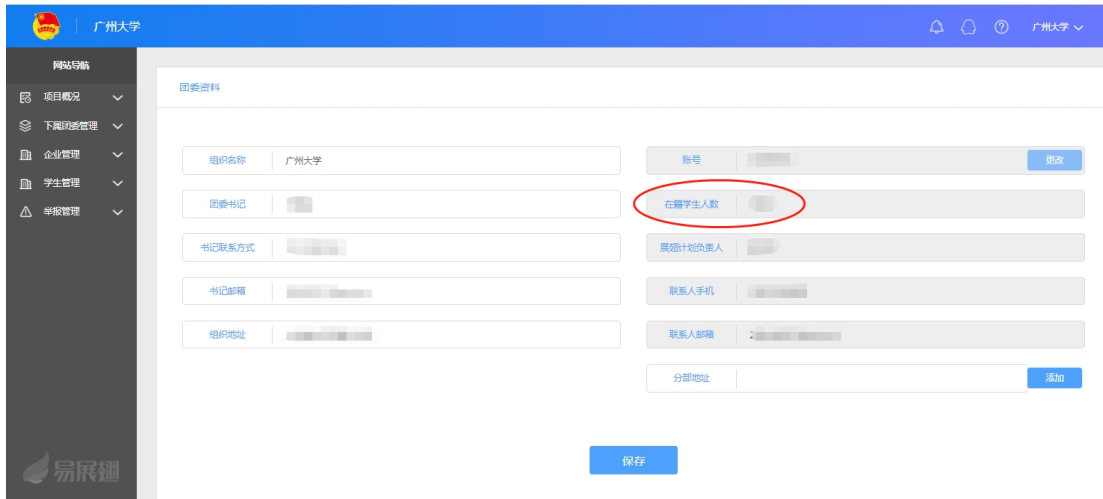 广州大学
广州大学
网站导航
项目概况
下属团委管理
企业管理
学生管理
举报管理
易展翅
团委资料
组织名称 广州大学
账号 更改
团委书记
在籍学生人数
书记联系方式
展翅计划负责人
书记邮箱
联系人手机
组织地址
联系人邮箱 2
分部地址 添加
保存